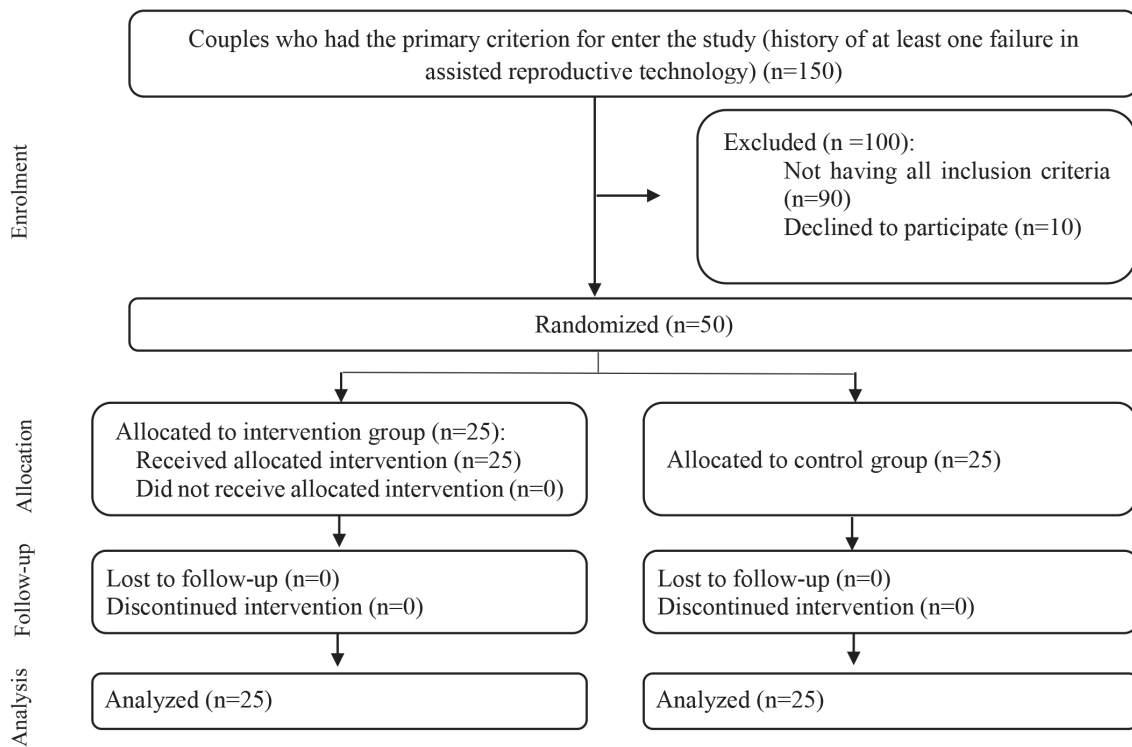 Couples who had the primary criterion for enter the study (history of at least one failure in
assisted reproductive technology) (n=150)
Enrolment
Excluded (n =100):
Not having all inclusion criteria
(n=90)
Declined to participate (n=10)
Randomized (n=50)
Allocation
Allocated to intervention group (n=25):
Received allocated intervention (n=25)
Did not receive allocated intervention (n=0)
Allocated to control group (n=25)
Follow-up
Lost to follow-up (n=0)
Discontinued intervention (n=0)
Lost to follow-up (n=0)
Discontinued intervention (n=0)
Analysis
Analyzed (n=25)
Analyzed (n=25)